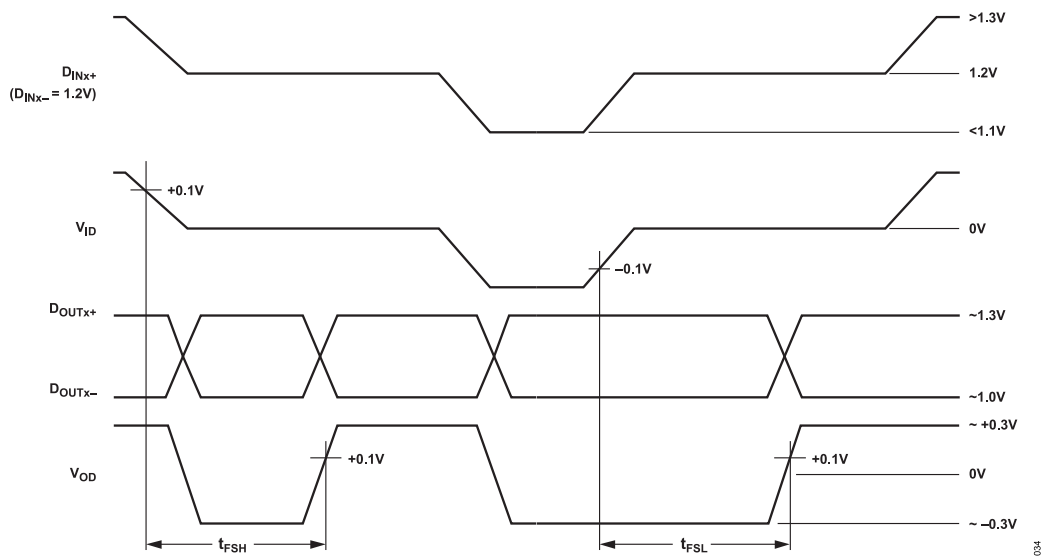 >1.3V
DINx+
(DINx– = 1.2V)
1.2V
<1.1V
+0.1V
VID
0V
–0.1V
DOUTx+
~1.3V
DOUTx–
~1.0V
~ +0.3V
+0.1V
+0.1V
VOD
0V
~ –0.3V
tFSH
tFSL
034